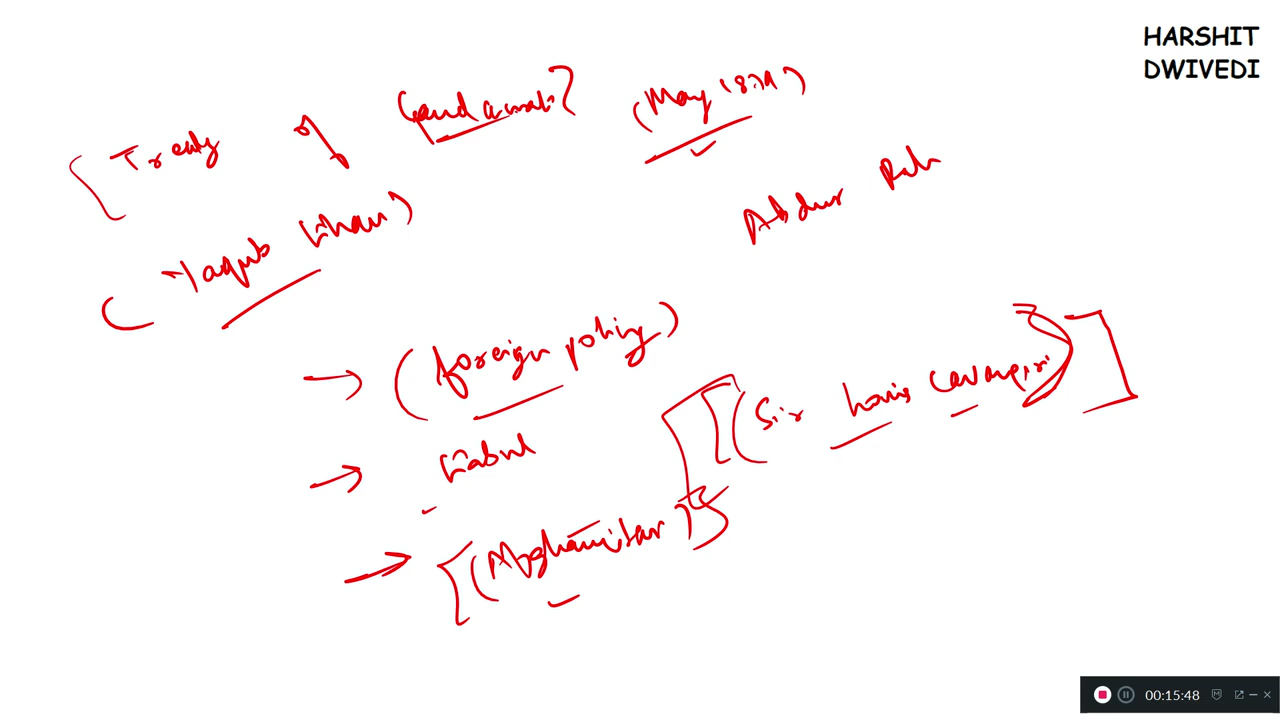 HARSHIT
DWIVEDI
Treaty of Gandamak (May 1879)
Abdur Rah
(Yaqub Khan)
→ (foreign policy)
(Sir Cavagnari)
→ Kabul
→ [(Afghanistan)]
00:15:48